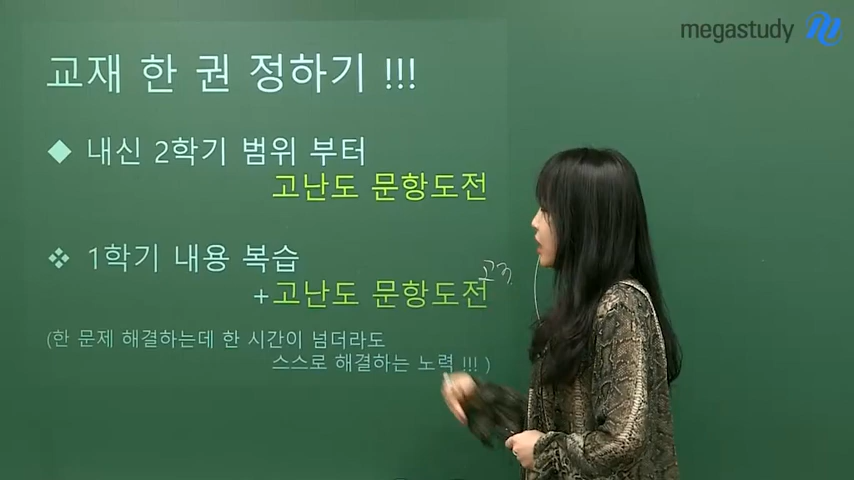 megastudy
교재 한 권 정하기 !!!
◆ 내신 2학기 범위 부터
고난도 문항도전
❖ 1학기 내용 복습
+고난도 문항도전
(한 문제 해결하는데 한 시간이 넘더라도
스스로 해결하는 노력 !!! )